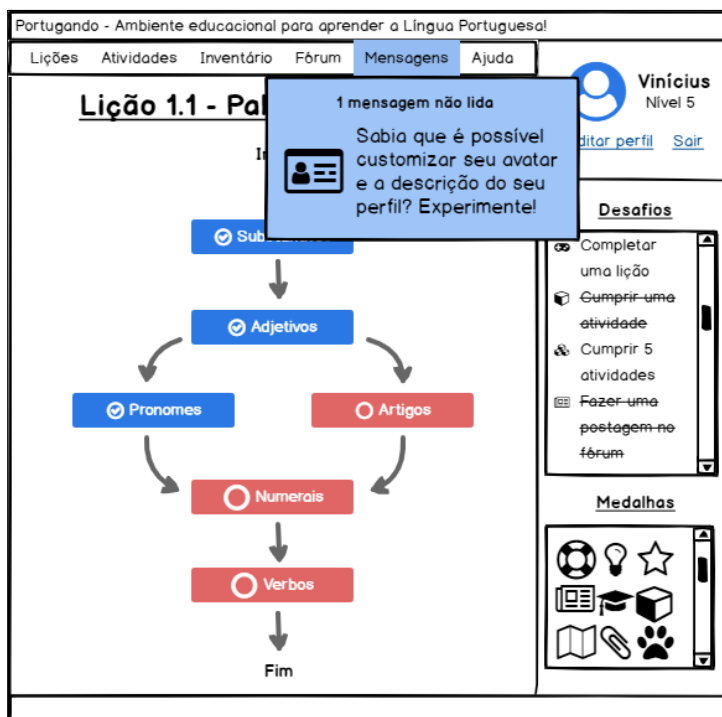 Portugando - Ambiente educacional para aprender a Língua Portuguesa!
Lições Atividades Inventário Fórum Mensagens Ajuda
Lição 1.1 -
1 mensagem não lida
Sabia que é possível
customizar seu avatar
e a descrição do seu
perfil? Experimente!
Adjetivos
Pronomes
Artigos
Numerais
Verbos
Fim
Vinícius
Nível 5
perfil Sair
Desafios
Completar
uma lição
Cumprir uma
atividade
Cumprir 5
atividades
Fazer uma
postagem no
fórum
Medalhas